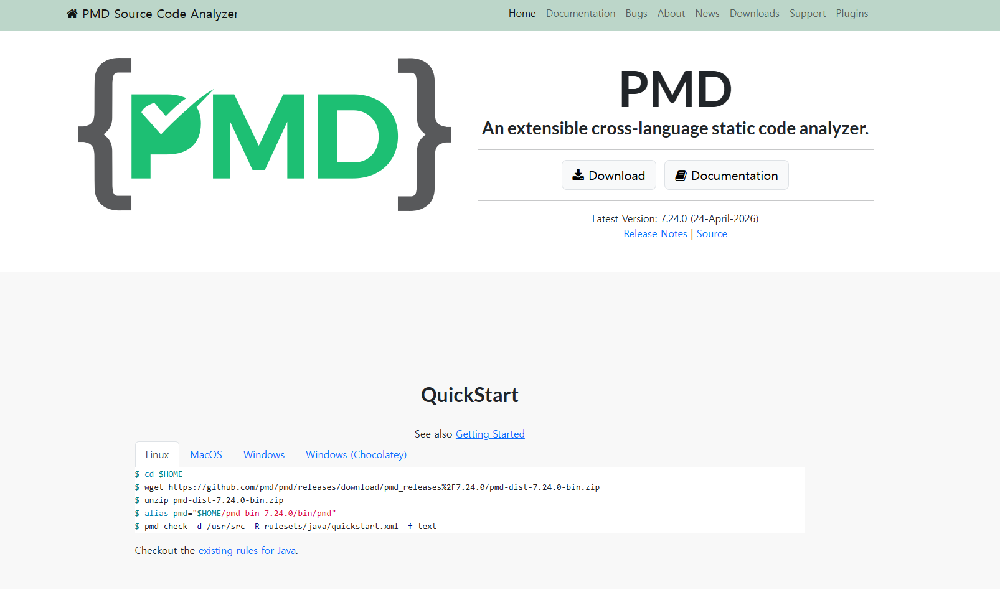 PMD Source Code Analyzer
Home Documentation Bugs About News Downloads Support Plugins
{PMD}
PMD
An extensible cross-language static code analyzer.
Download Documentation
Latest Version: 7.24.0 (24-April-2026)
Release Notes | Source
QuickStart
See also Getting Started
Linux MacOS Windows Windows (Chocolatey)
$ cd $HOME
$ wget https://github.com/pmd/pmd/releases/download/pmd_releases%2F7.24.0/pmd-dist-7.24.0-bin.zip
$ unzip pmd-dist-7.24.0-bin.zip
$ alias pmd="$HOME/pmd-bin-7.24.0/bin/pmd"
$ pmd check -d /usr/src -R rulesets/java/quickstart.xml -f text
Checkout the existing rules for Java.